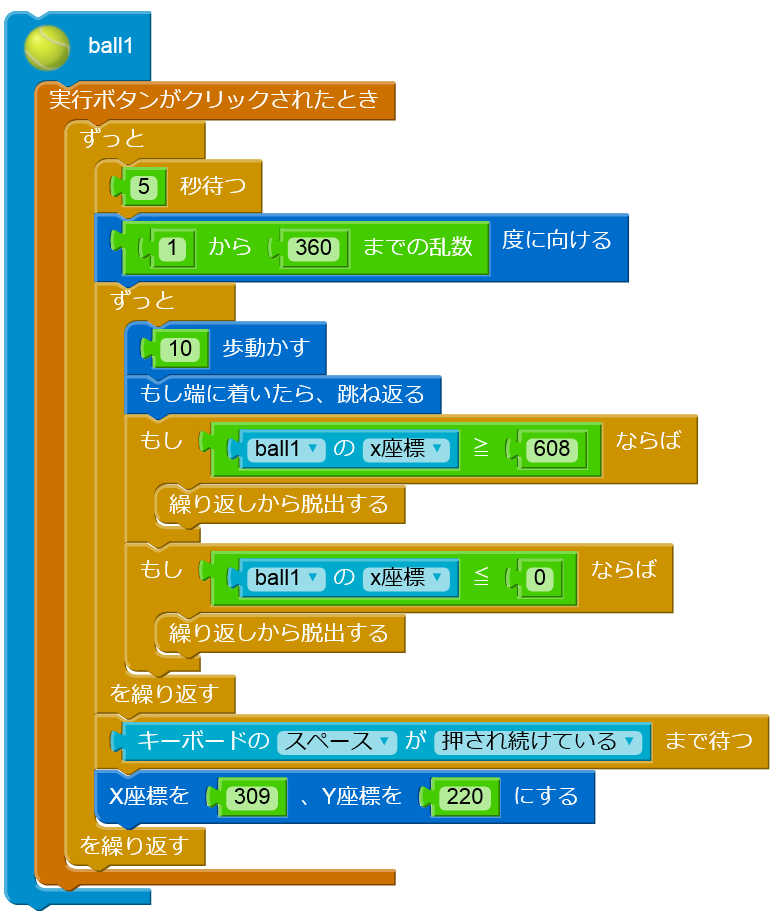 ball1
実行ボタンがクリックされたとき
ずっと
5 秒待つ
1 から 360 までの乱数 度に向ける
ずっと
10 歩動かす
もし端に着いたら、跳ね返る
もし ball1 の x座標 ≧ 608 ならば
繰り返しから脱出する
もし ball1 の x座標 ≦ 0 ならば
繰り返しから脱出する
を繰り返す
キーボードの スペース が 押され続けている まで待つ
X座標を 309 、Y座標を 220 にする
を繰り返す